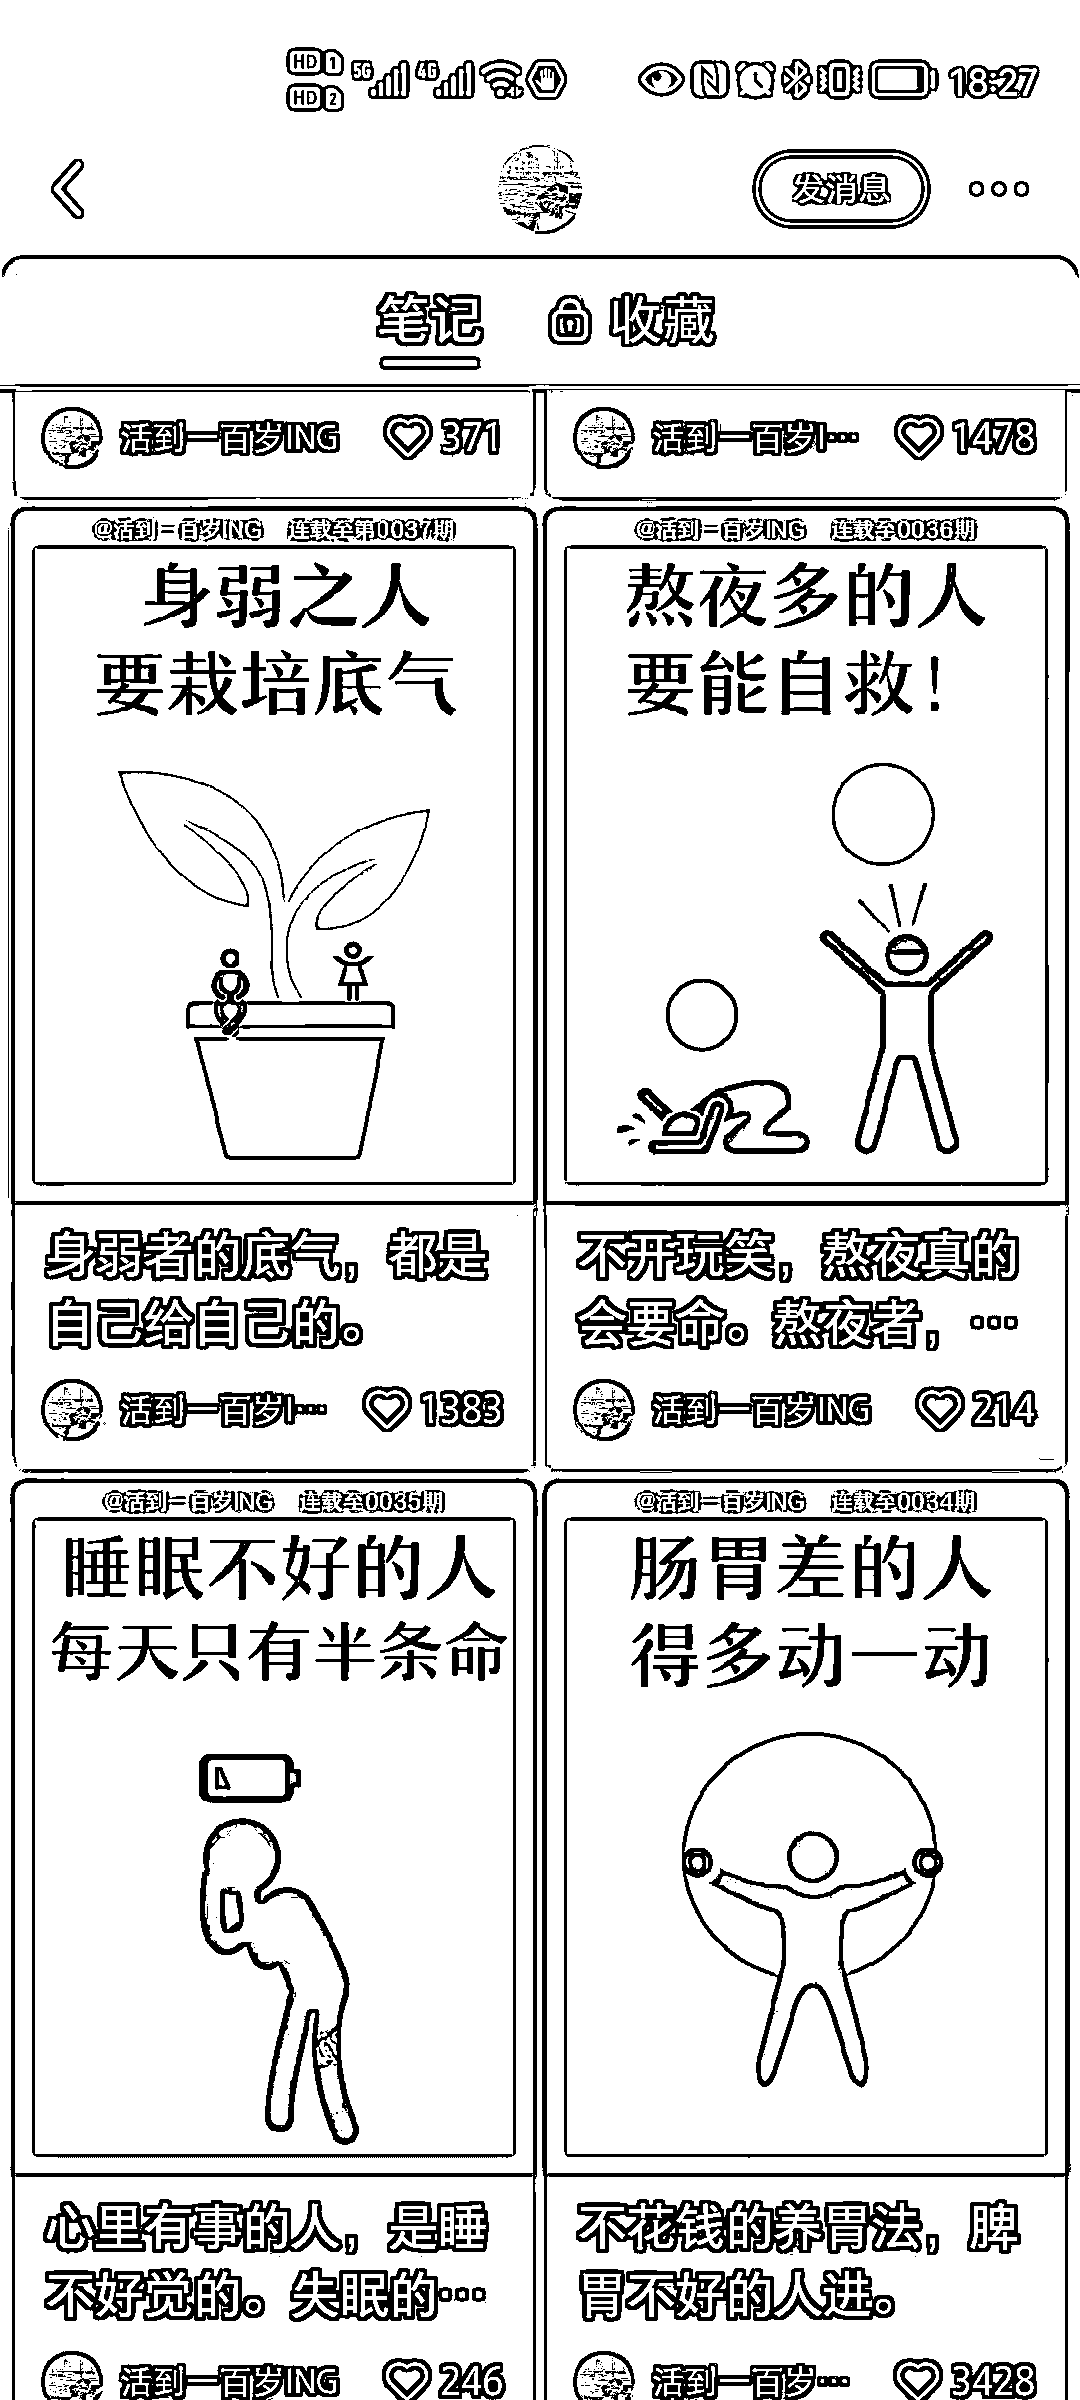 HD 1
HD 2
5G
4G
18:27
发消息
笔记
收藏
活到一百岁ING
371
活到一百岁I…
1478
@活到一百岁ING 连载至第0037期
身弱之人
要栽培底气
身弱者的底气，都是
自己给自己的。
活到一百岁I…
1383
@活到一百岁ING 连载至0036期
熬夜多的人
要能自救！
不开玩笑，熬夜真的
会要命。熬夜者，…
活到一百岁ING
214
@活到一百岁ING 连载至0035期
睡眠不好的人
每天只有半条命
心里有事的人，是睡
不好觉的。失眠的…
活到一百岁ING
246
@活到一百岁ING 连载至0034期
肠胃差的人
得多动一动
不花钱的养胃法，脾
胃不好的人进。
活到一百岁…
3428